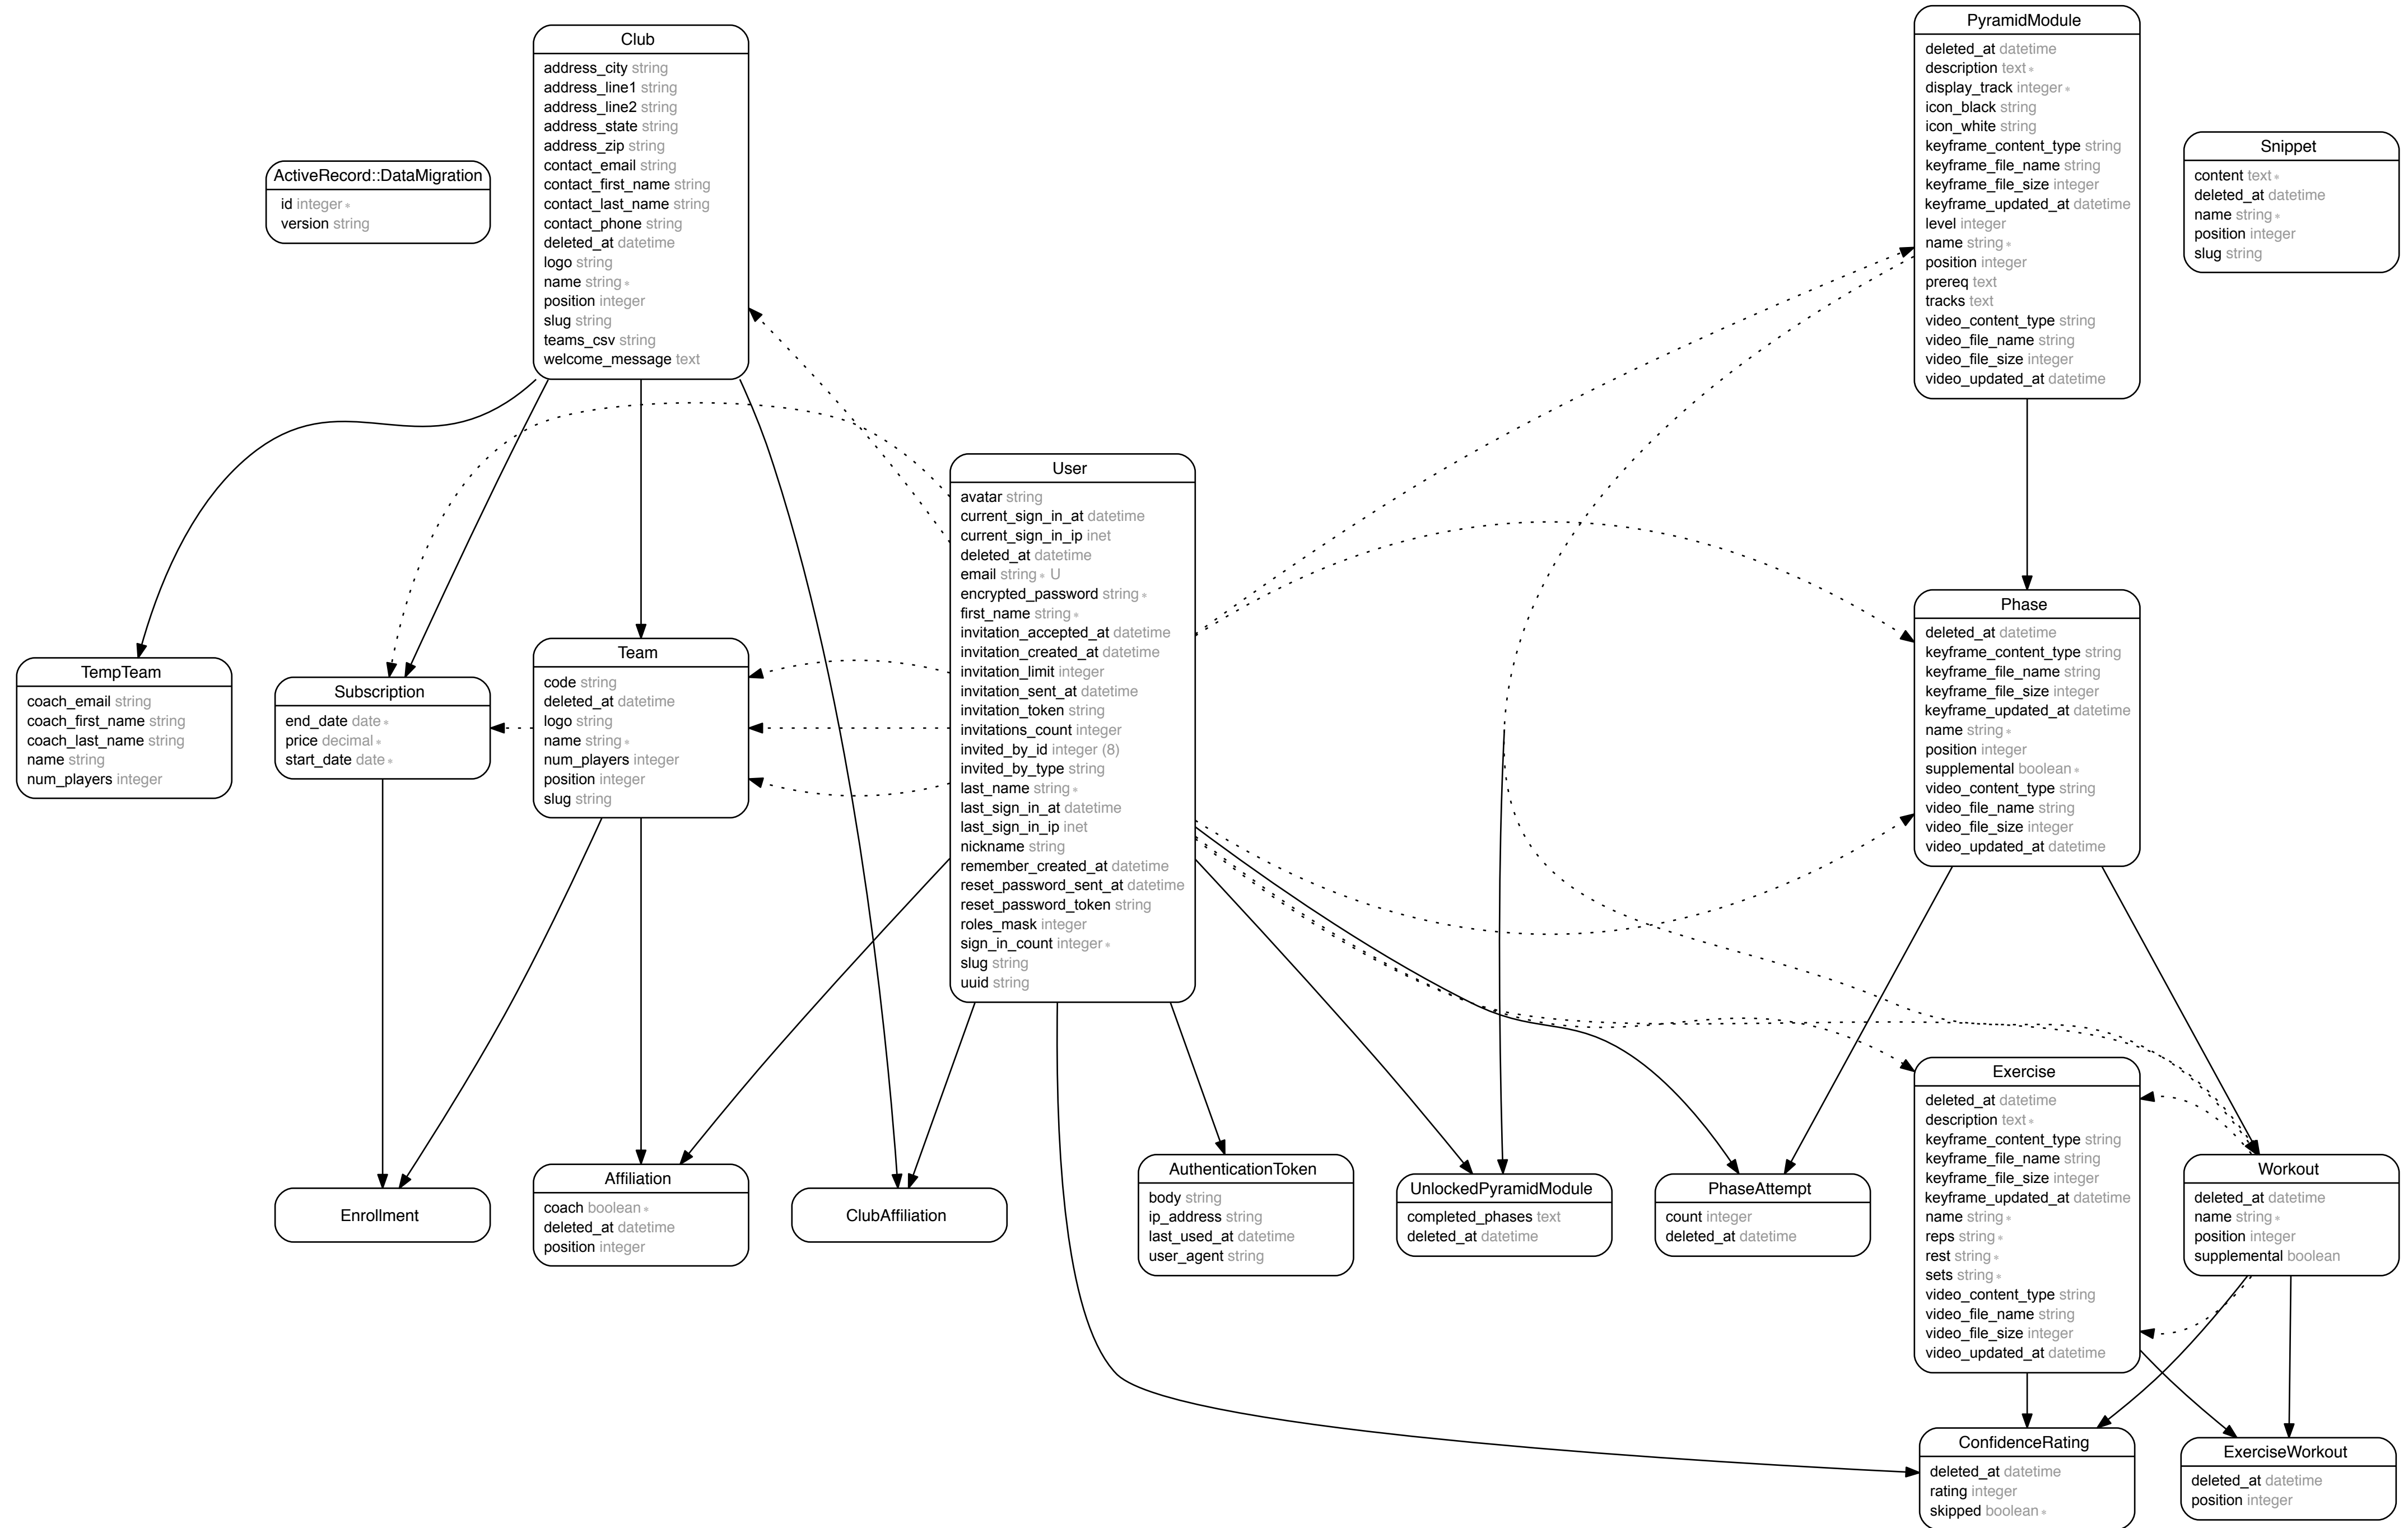 Club
address_city string
address_line1 string
address_line2 string
address_state string
address_zip string
contact_email string
contact_first_name string
contact_last_name string
contact_phone string
deleted_at datetime
logo string
name string *
position integer
slug string
teams_csv string
welcome_message text
PyramidModule
deleted_at datetime
description text *
display_track integer *
icon_black string
icon_white string
keyframe_content_type string
keyframe_file_name string
keyframe_file_size integer
keyframe_updated_at datetime
level integer
name string *
position integer
prereq text
tracks text
video_content_type string
video_file_name string
video_file_size integer
video_updated_at datetime
Snippet
content text *
deleted_at datetime
name string *
position integer
slug string
ActiveRecord::DataMigration
id integer *
version string
User
avatar string
current_sign_in_at datetime
current_sign_in_ip inet
deleted_at datetime
email string * U
encrypted_password string *
first_name string *
invitation_accepted_at datetime
invitation_created_at datetime
invitation_limit integer
invitation_sent_at datetime
invitation_token string
invitations_count integer
invited_by_id integer (8)
invited_by_type string
last_name string *
last_sign_in_at datetime
last_sign_in_ip inet
nickname string
remember_created_at datetime
reset_password_sent_at datetime
reset_password_token string
roles_mask integer
sign_in_count integer *
slug string
uuid string
Phase
deleted_at datetime
keyframe_content_type string
keyframe_file_name string
keyframe_file_size integer
keyframe_updated_at datetime
name string *
position integer
supplemental boolean *
video_content_type string
video_file_name string
video_file_size integer
video_updated_at datetime
TempTeam
coach_email string
coach_first_name string
coach_last_name string
name string
num_players integer
Subscription
end_date date *
price decimal *
start_date date *
Team
code string
deleted_at datetime
logo string
name string *
num_players integer
position integer
slug string
Exercise
deleted_at datetime
description text *
keyframe_content_type string
keyframe_file_name string
keyframe_file_size integer
keyframe_updated_at datetime
name string *
reps string *
rest string *
sets string *
video_content_type string
video_file_name string
video_file_size integer
video_updated_at datetime
Enrollment
Affiliation
coach boolean *
deleted_at datetime
position integer
ClubAffiliation
AuthenticationToken
body string
ip_address string
last_used_at datetime
user_agent string
UnlockedPyramidModule
completed_phases text
deleted_at datetime
PhaseAttempt
count integer
deleted_at datetime
Workout
deleted_at datetime
name string *
position integer
supplemental boolean
ConfidenceRating
deleted_at datetime
rating integer
skipped boolean *
ExerciseWorkout
deleted_at datetime
position integer